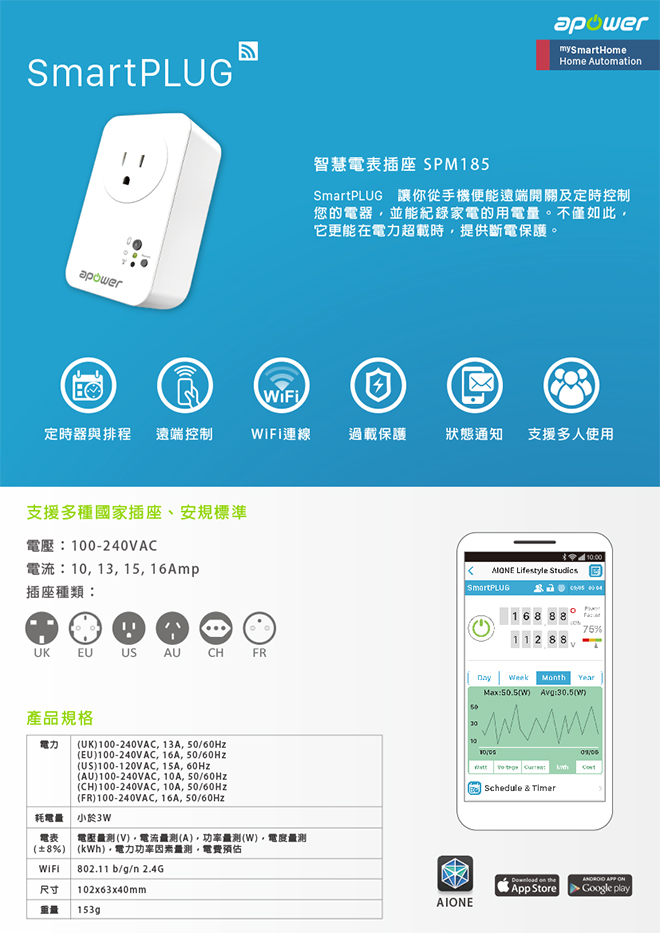 apower
mySmartHome
Home Automation
SmartPLUG
apower
智慧電表插座 SPM185
SmartPLUG 讓你從手機便能遠端開關及定時控制
您的電器，並能紀錄家電的用電量。不僅如此，
它更能在電力超載時，提供斷電保護。
WiFi
定時器與排程 遠端控制 WiFi連線 過載保護 狀態通知 支援多人使用
支援多種國家插座、安規標準
電壓：100-240VAC
電流：10, 13, 15, 16Amp
插座種類：
UK EU US AU CH FR
產品規格
電力 (UK)100-240VAC, 13A, 50/60Hz
(EU)100-240VAC, 16A, 50/60Hz
(US)100-120VAC, 15A, 60Hz
(AU)100-240VAC, 10A, 50/60Hz
(CH)100-240VAC, 10A, 50/60Hz
(FR)100-240VAC, 16A, 50/60Hz
耗電量 小於3W
電表 電壓量測(V)，電流量測(A)，功率量測(W)，電度量測
(±8%) (kWh)，電力功率因素量測，電費預估
WiFi 802.11 b/g/n 2.4G
尺寸 102x63x40mm
重量 153g
10:00
AIONE Lifestyle Studios
SmartPLUG
16888
Power
Factor
75%
11288 V
Day Week Month Year
Max:50.5(W) Avg:30.5(W)
50
30
10
10/05 09/06
Watt Voltage Current kWh Cost
Schedule & Timer
AIONE
Download on the
App Store
ANDROID APP ON
Google play